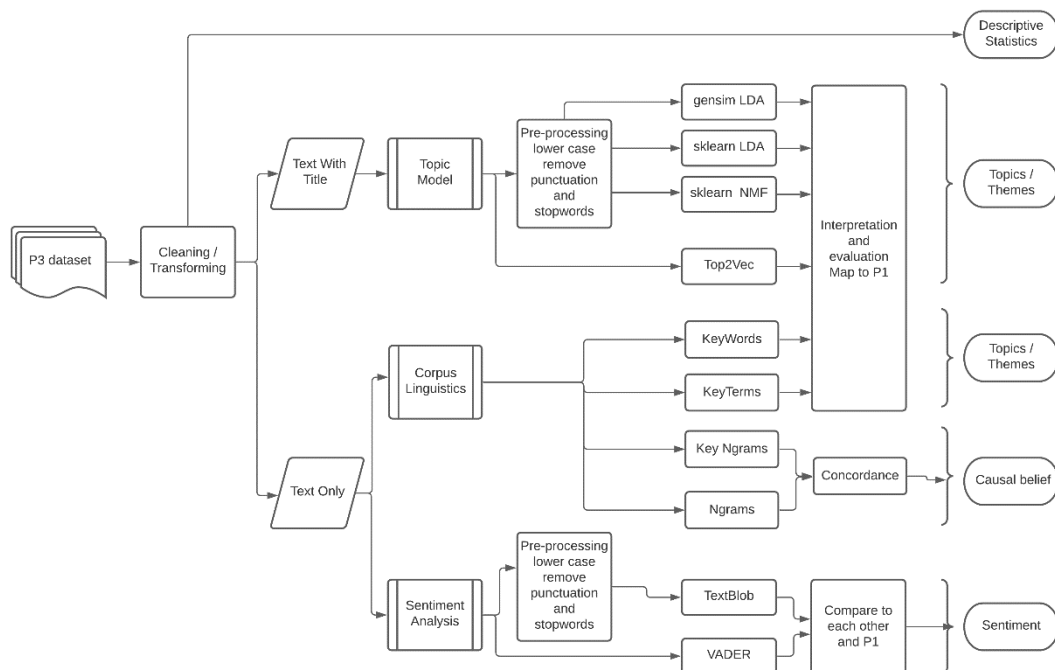 Descriptive
Statistics
gensim LDA
Pre-processing
lower case
remove
punctuation
and
stopwords
Text With
Title
Topic
Model
sklearn LDA
sklearn NMF
Topics /
Themes
P3 dataset
Cleaning /
Transforming
Interpretation
and
evaluation
Map to P1
Top2Vec
KeyWords
Topics /
Themes
Corpus
Linguistics
KeyTerms
Key Ngrams
Concordance
Causal belief
Text Only
Ngrams
Pre-processing
lower case
remove
punctuation
and
stopwords
Sentiment
Analysis
TextBlob
Compare to
each other
and P1
Sentiment
VADER